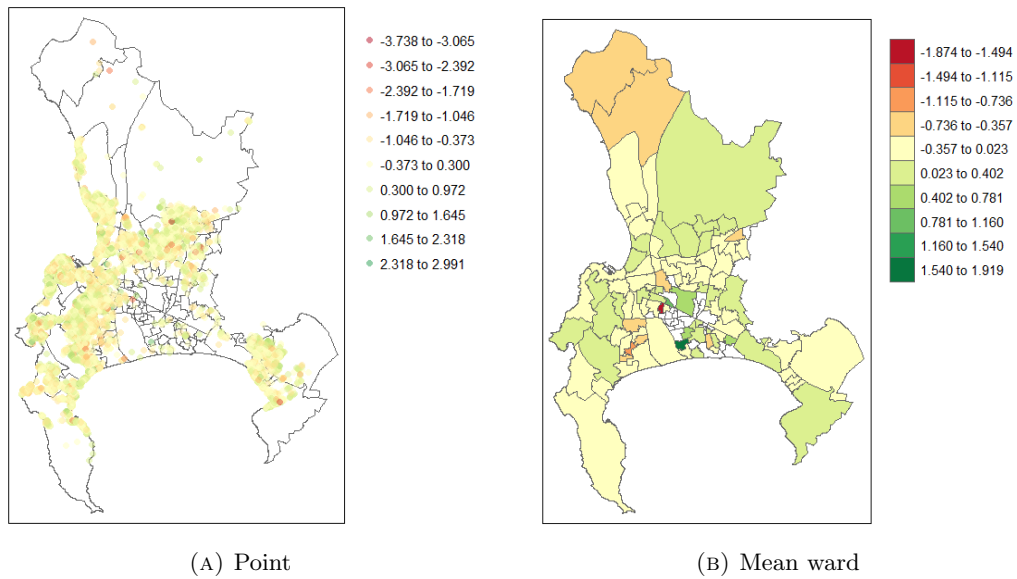 -3.738 to -3.065
-3.065 to -2.392
-2.392 to -1.719
-1.719 to -1.046
-1.046 to -0.373
-0.373 to 0.300
0.300 to 0.972
0.972 to 1.645
1.645 to 2.318
2.318 to 2.991
-1.874 to -1.494
-1.494 to -1.115
-1.115 to -0.736
-0.736 to -0.357
-0.357 to 0.023
0.023 to 0.402
0.402 to 0.781
0.781 to 1.160
1.160 to 1.540
1.540 to 1.919
(A) Point
(B) Mean ward